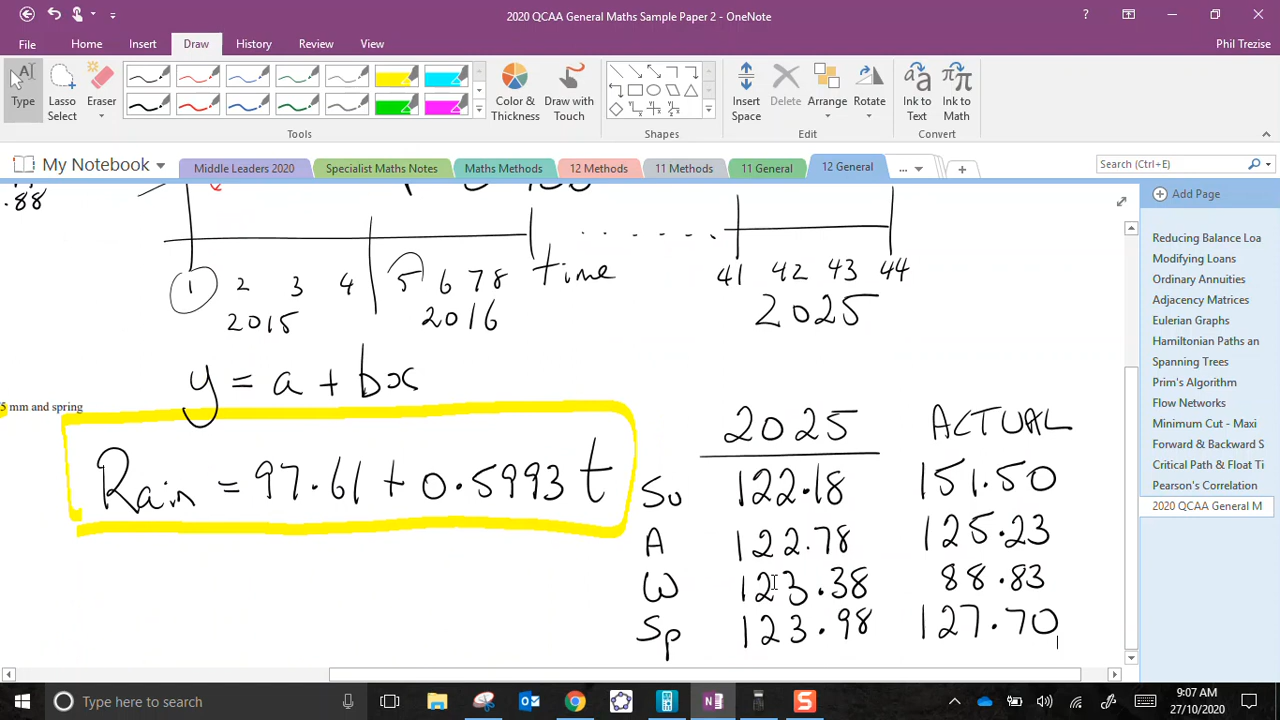 2020 QCAA General Maths Sample Paper 2 - OneNote
Phil Trezise
File Home Insert Draw History Review View
Type
Lasso Select
Eraser
Color & Thickness
Draw with Touch
Insert Space
Delete
Arrange
Rotate
Ink to Text
Ink to Math
Tools
Shapes
Edit
Convert
My Notebook
Middle Leaders 2020
Specialist Maths Notes
Maths Methods
12 Methods
11 Methods
11 General
12 General
...
Search (Ctrl+E)
Add Page
Reducing Balance Loa
Modifying Loans
Ordinary Annuities
Adjacency Matrices
Eulerian Graphs
Hamiltonian Paths an
Spanning Trees
Prim's Algorithm
Flow Networks
Minimum Cut - Maxi
Forward & Backward S
Critical Path & Float Ti
Pearson's Correlation
2020 QCAA General M
.88
1 2 3 4 5 6 7 8 time 41 42 43 44
2015 2016 2025
y = a + bx
5 mm and spring
Rain = 97.61 + 0.5993 t
2025 ACTUAL
Su 122.18 151.50
A 122.78 125.23
W 123.38 88.83
Sp 123.98 127.70
Type here to search
9:07 AM
27/10/2020